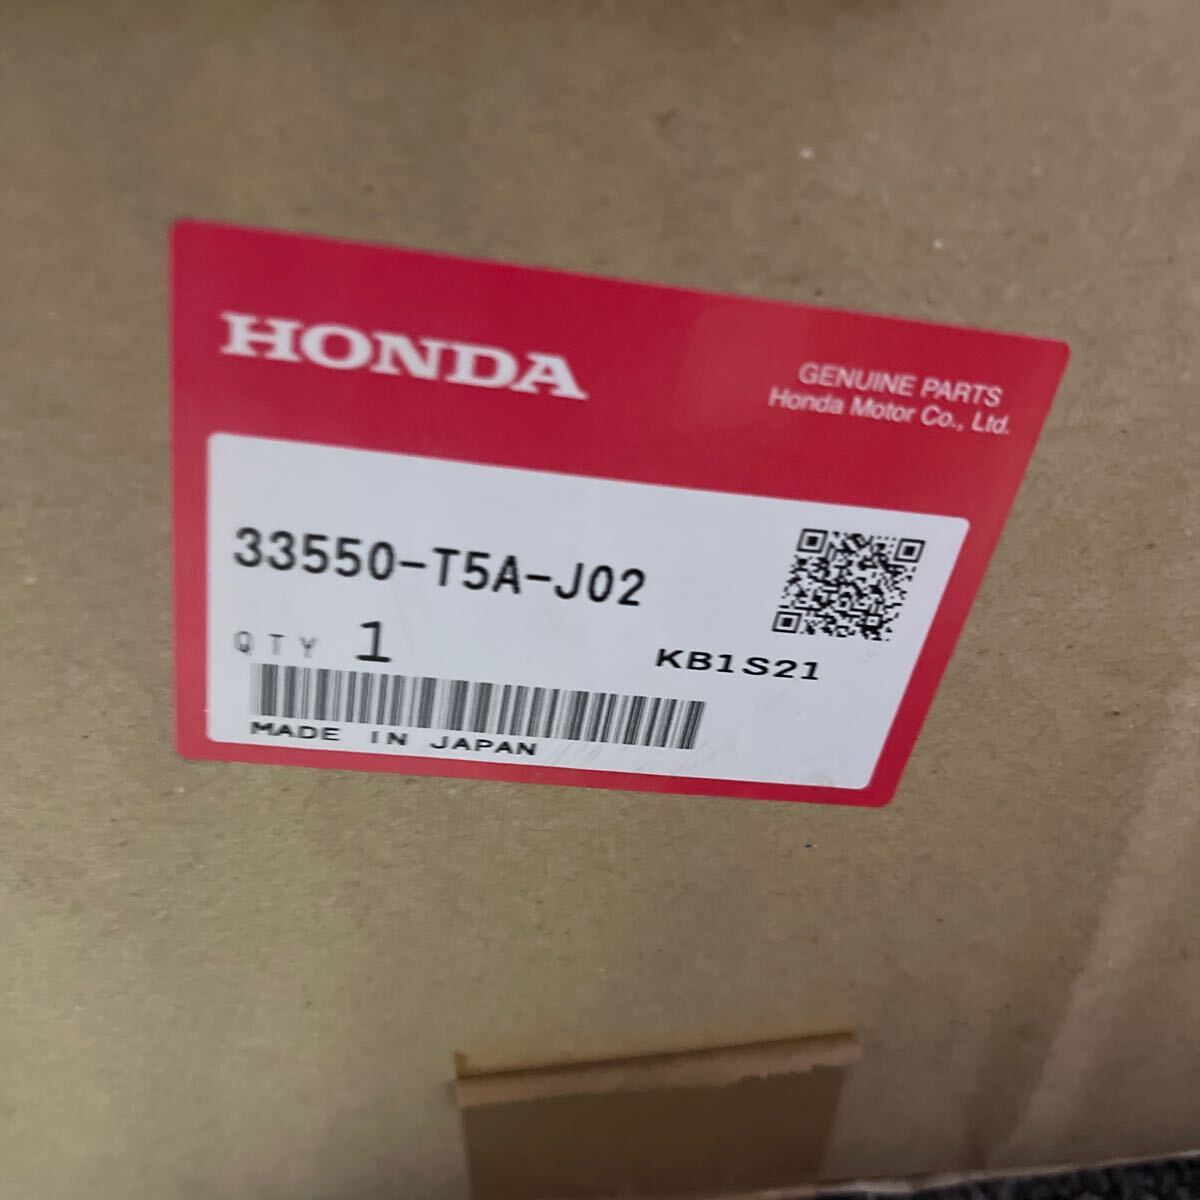 HONDA
GENUINE PARTS
Honda Motor Co., Ltd.
33550-T5A-J02
QTY 1
KB1S21
MADE IN JAPAN